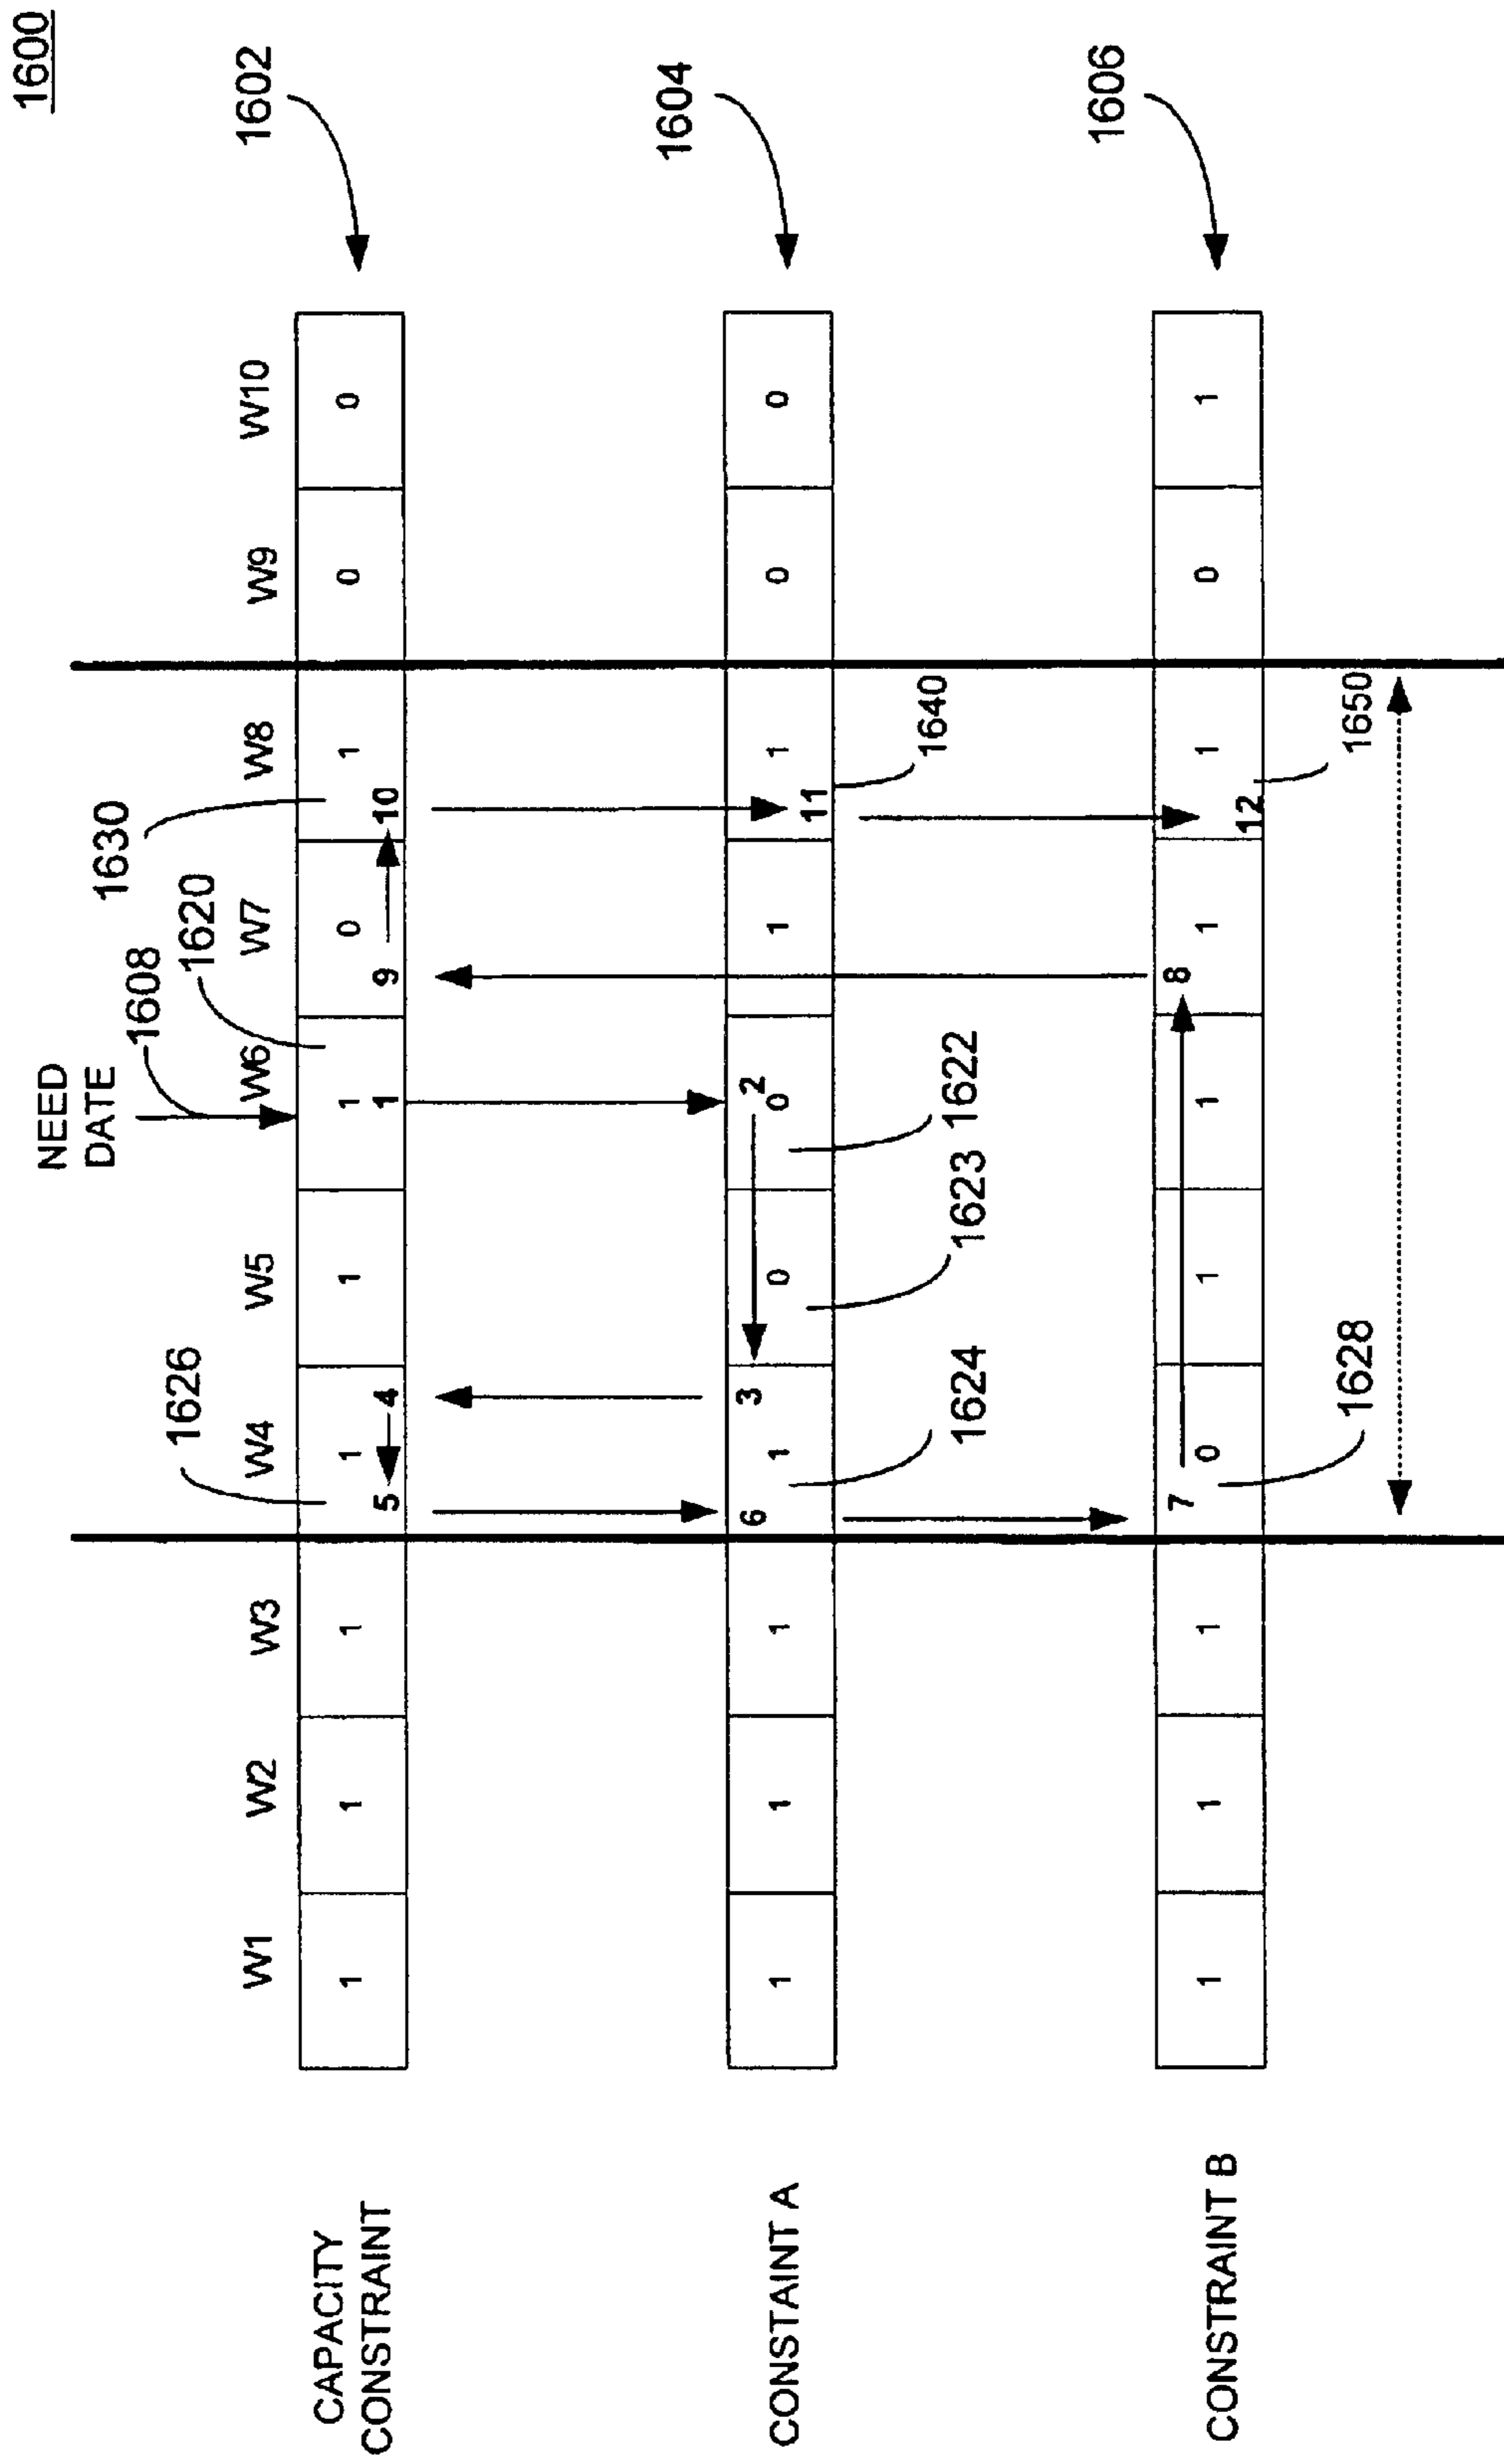 1600
NEED
DATE
1608
1620
1630
1626
W1 W2 W3 W4 W5 W6 W7 W8 W9 W10
1602
CAPACITY
CONSTRAINT
1 1 1 1 1 1 0 1 0 0
5 4 1 9 10
1604
CONSTAINT A
6 3 2
1 1 1 1 0 0 1 1 0 0
11
1624
1623
1622
1640
1606
CONSTRAINT B
7 8
1 1 1 0 1 1 1 1 0 1
12
1628
1650